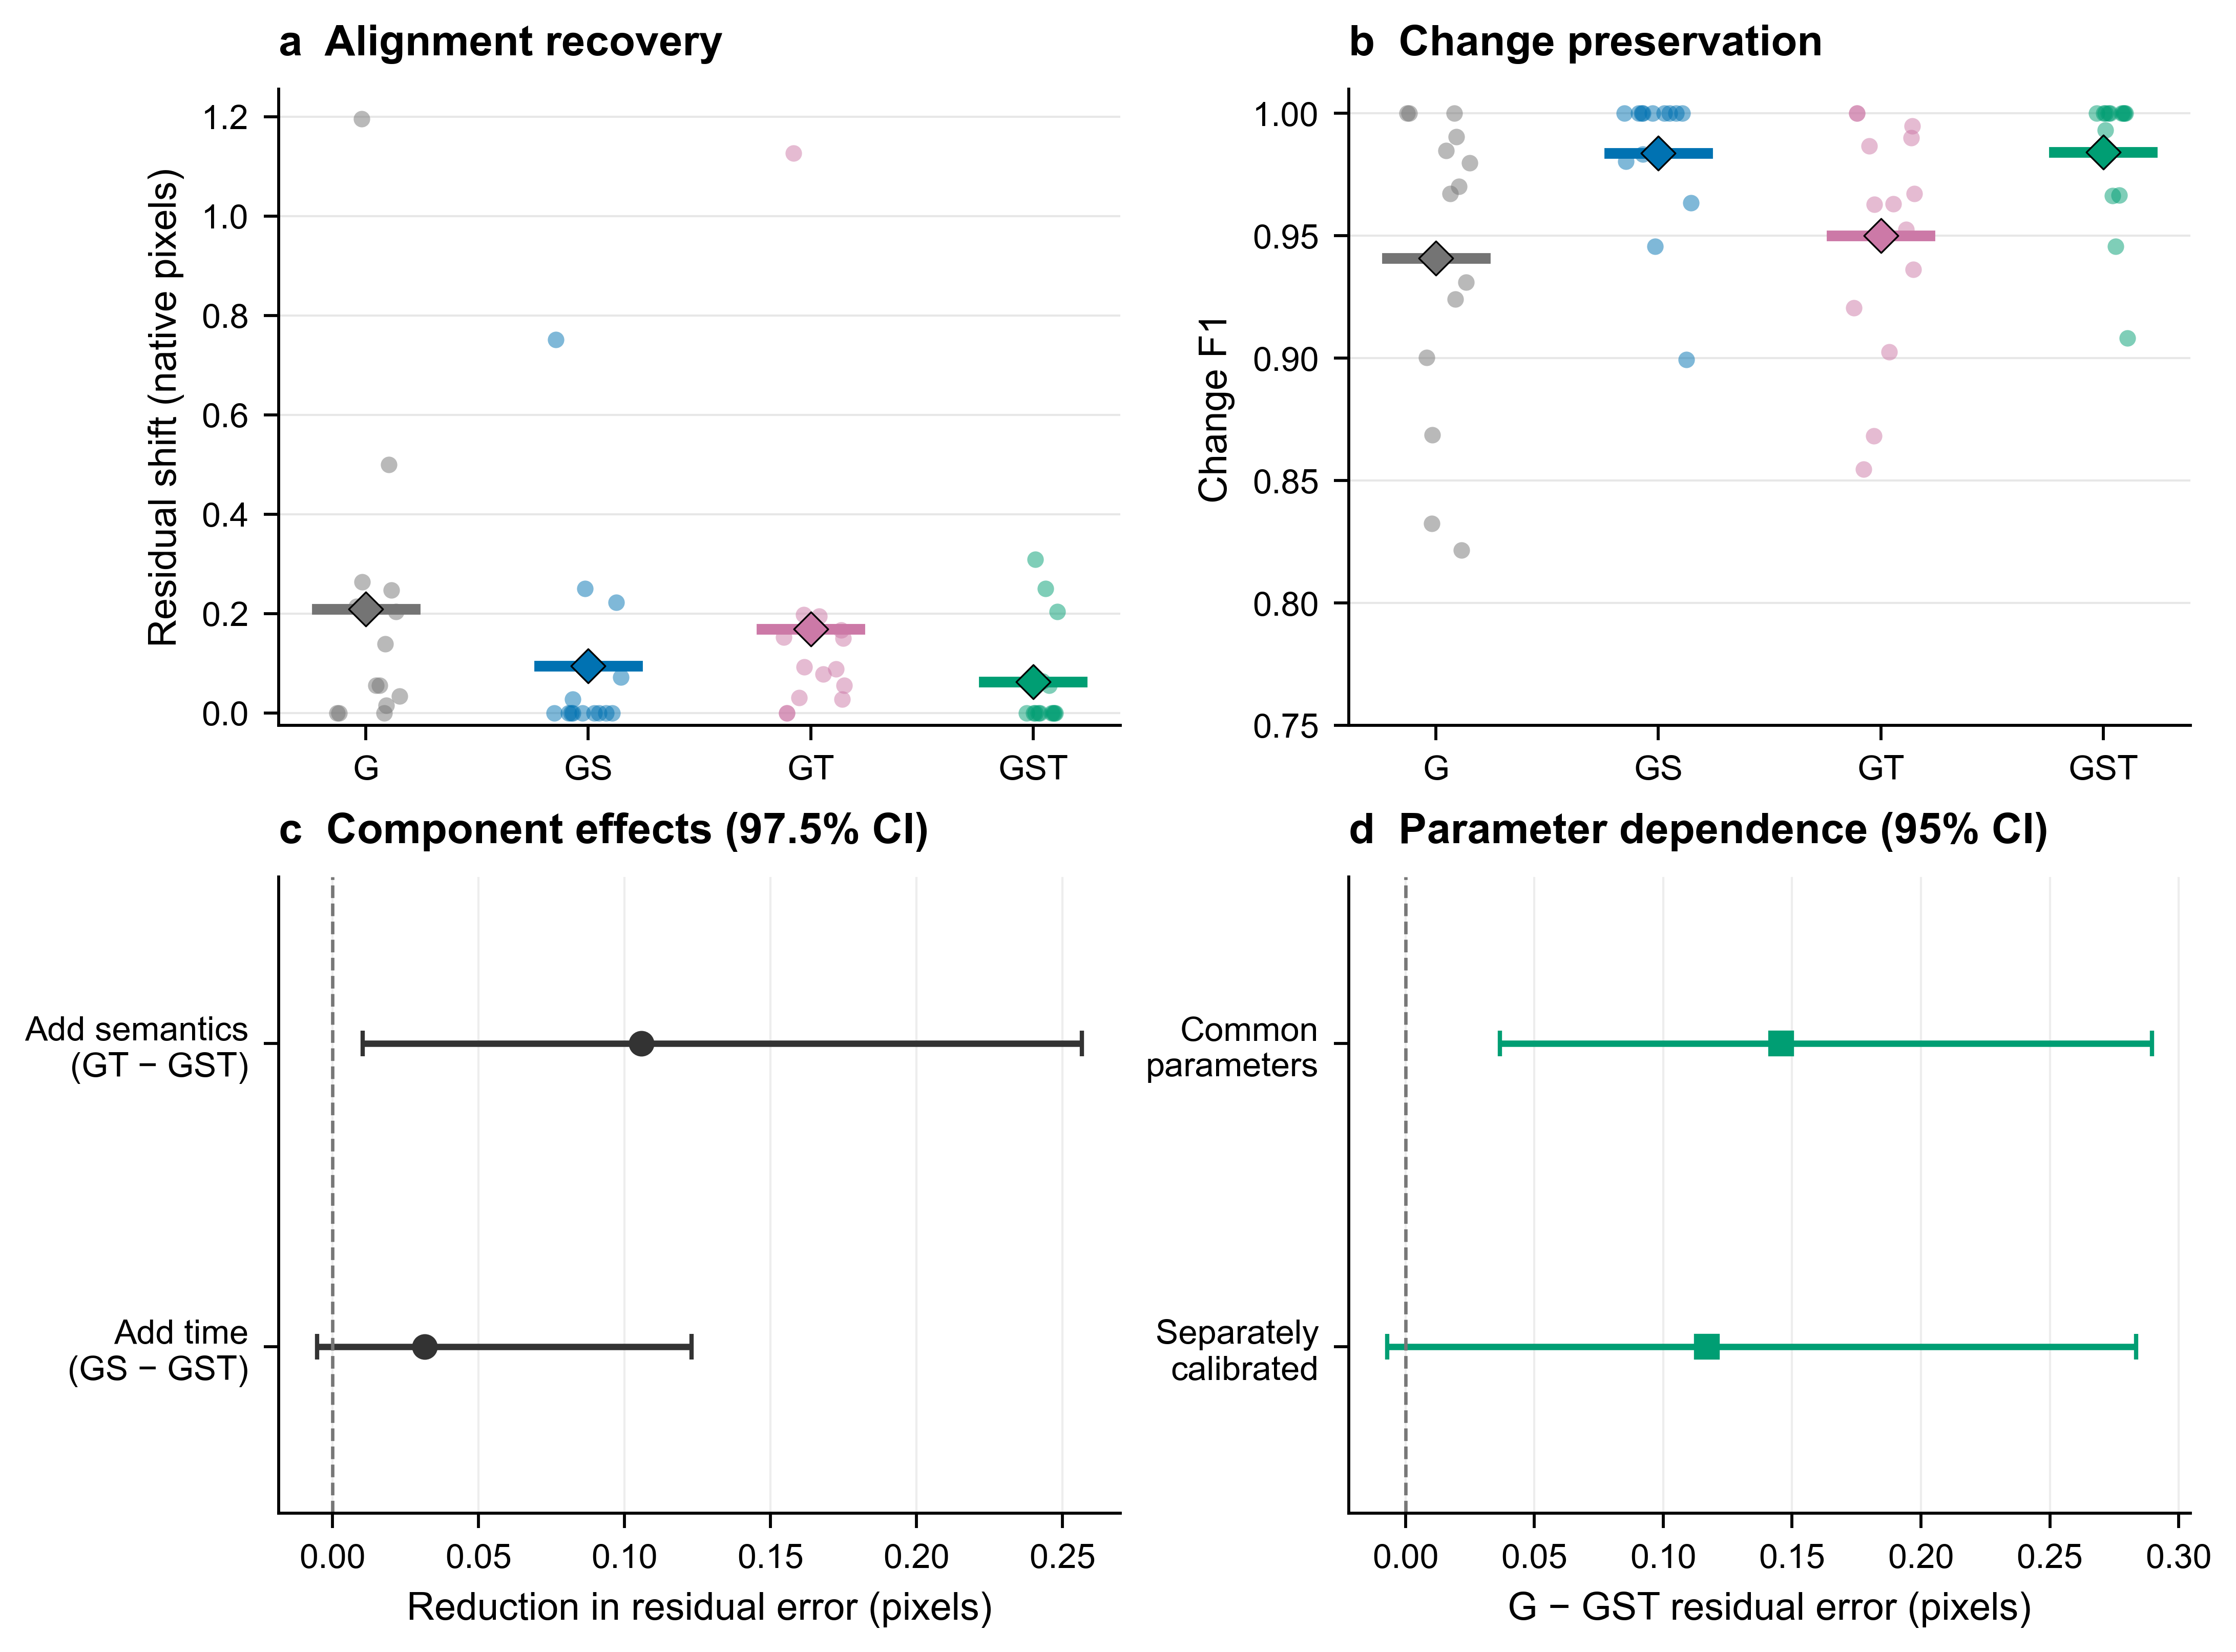 a Alignment recovery
1.2
1.0
0.8
0.6
0.4
0.2
0.0
Residual shift (native pixels)
G GS GT GST
b Change preservation
1.00
0.95
0.90
0.85
0.80
0.75
Change F1
G GS GT GST
c Component effects (97.5% CI)
Add semantics
(GT − GST)
Add time
(GS − GST)
0.00 0.05 0.10 0.15 0.20 0.25
Reduction in residual error (pixels)
d Parameter dependence (95% CI)
Common
parameters
Separately
calibrated
0.00 0.05 0.10 0.15 0.20 0.25 0.30
G − GST residual error (pixels)